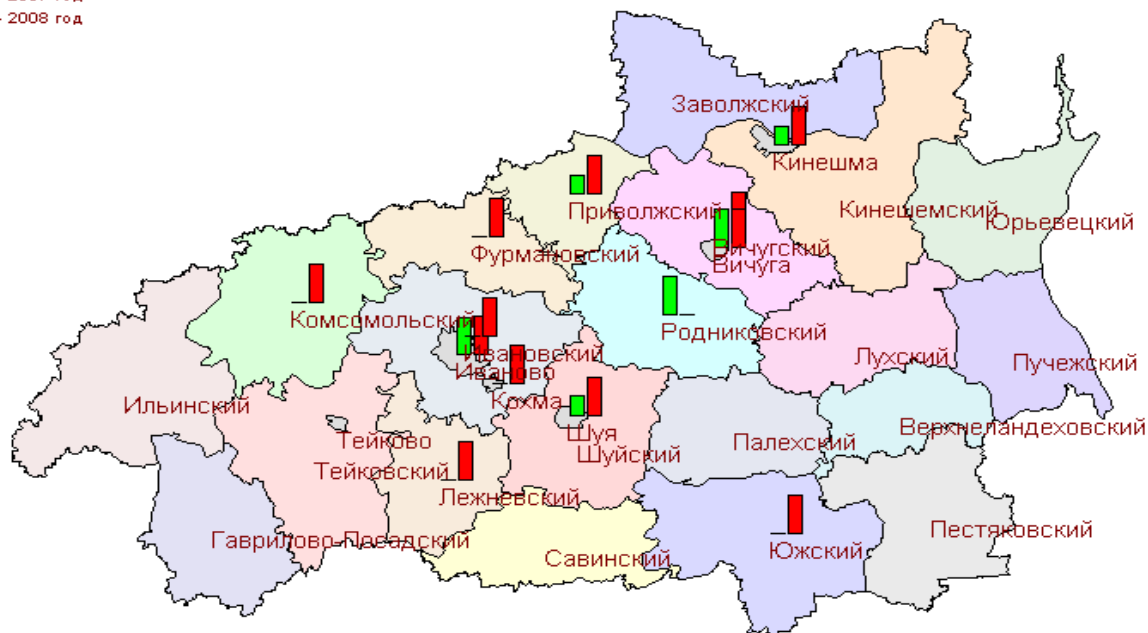 - 2008 год
Заволжский
Кинешма
Приволжский
Кинешемский
Юрьевецкий
Фурмановский
Вичугский
Вичуга
Комсомольский
Родниковский
Ивановский
Иваново
Лухский
Пучежский
Кохма
Ильинский
Верхнеландеховский
Шуя
Тейково
Палехский
Шуйский
Тейковский
Лежневский
Гаврилово-Посадский
Пестяковский
Савинский
Южский